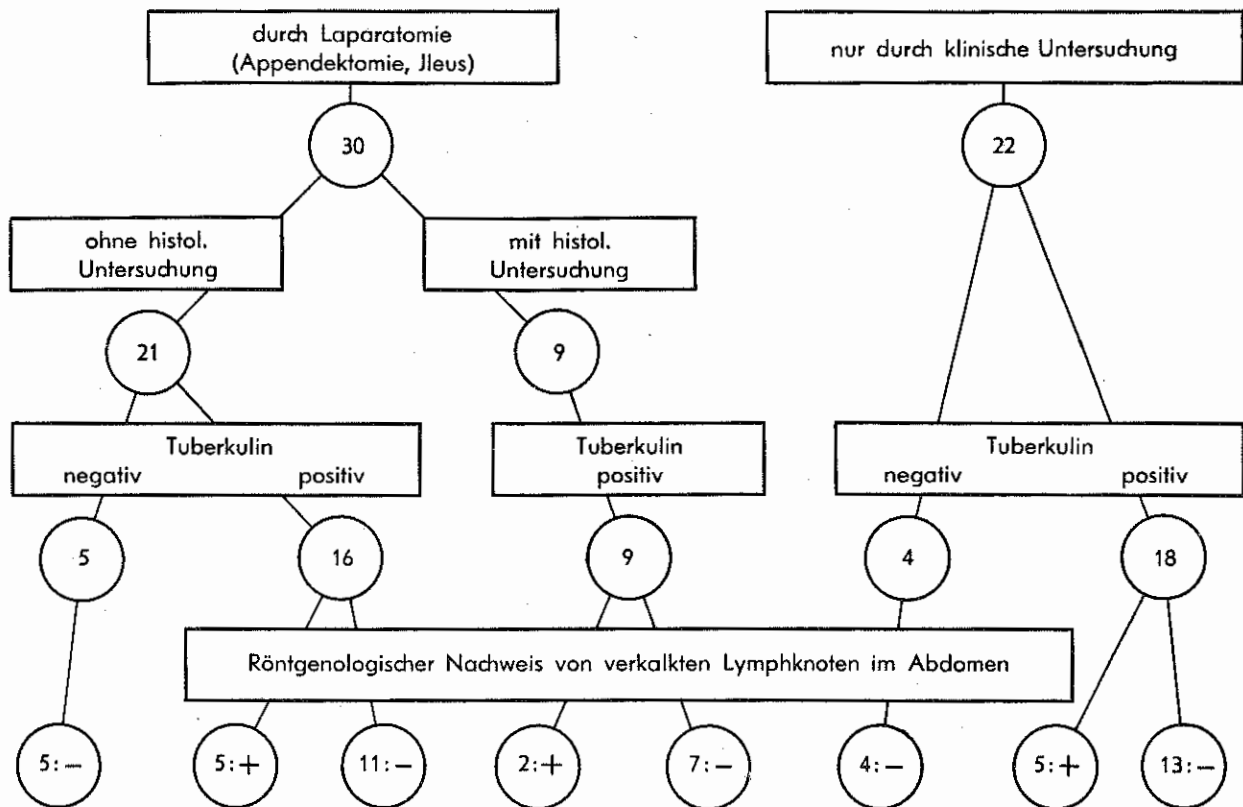 durch Laparatomie
(Appendektomie, Jleus)
nur durch klinische Untersuchung
30
22
ohne histol.
Untersuchung
mit histol.
Untersuchung
21
9
Tuberkulin
negativ positiv
Tuberkulin
positiv
Tuberkulin
negativ positiv
5
16
9
4
18
Röntgenologischer Nachweis von verkalkten Lymphknoten im Abdomen
5:−
5:+
11:−
2:+
7:−
4:−
5:+
13:−